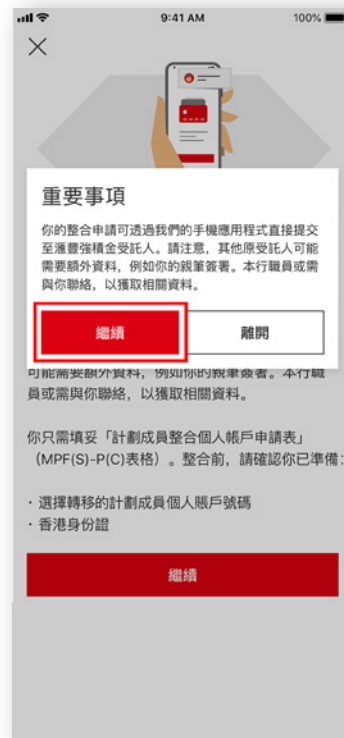 9:41 AM
100%
重要事項
你的整合申請可透過我們的手機應用程式直接提交
至滙豐強積金受託人。請注意，其他原受託人可能
需要額外資料，例如你的親筆簽署。本行職員或需
與你聯絡，以獲取相關資料。
繼續
離開
可能需要額外資料，例如你的親筆簽署。本行職
員或需與你聯絡，以獲取相關資料。
你只需填妥「計劃成員整合個人帳戶申請表」
（MPF(S)-P(C)表格）。整合前，請確認你已準備：
· 選擇轉移的計劃成員個人賬戶號碼
· 香港身份證
繼續